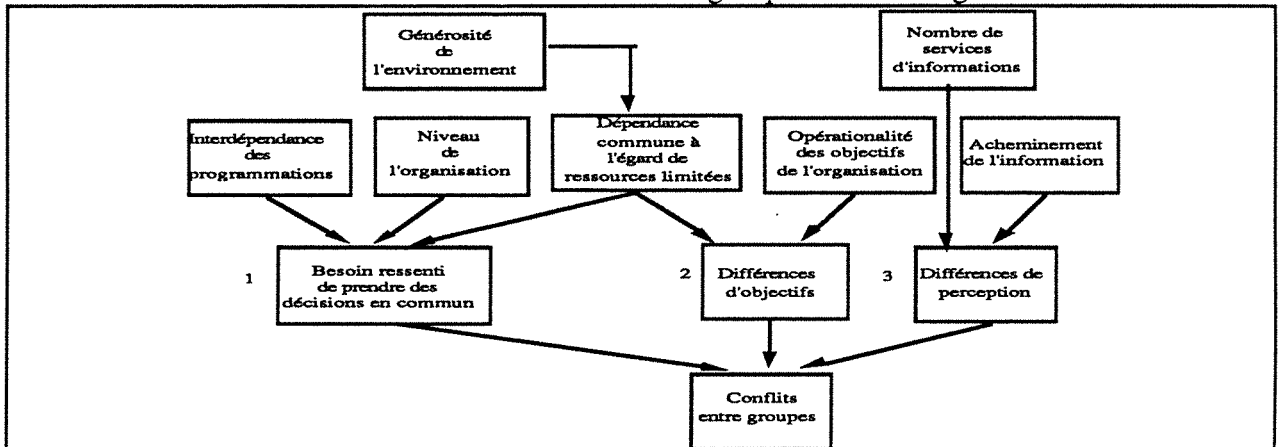 Générosité
de
l'environnement
Nombre de
services
d'informations
Interdépendance
des
programmations
Niveau
de
l'organisation
Dépendance
commune à
l'égard de
ressources limitées
Opérationalité
des objectifs
de l'organisation
Acheminement
de l'information
1
Besoin ressenti
de prendre des
décisions en commun
2
Différences
d'objectifs
3
Différences de
perception
Conflits
entre groupes